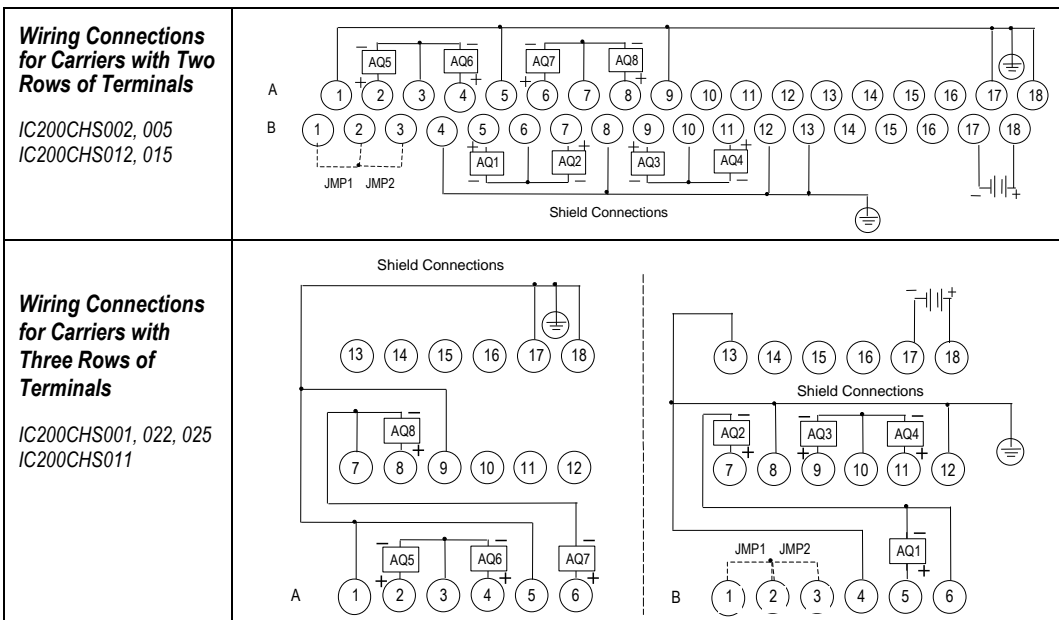 Wiring Connections
for Carriers with Two
Rows of Terminals
IC200CHS002, 005
IC200CHS012, 015
AQ5 AQ6 AQ7 AQ8
A 1 2 3 4 5 6 7 8 9 10 11 12 13 14 15 16 17 18
B 1 2 3 4 5 6 7 8 9 10 11 12 13 14 15 16 17 18
AQ1 AQ2 AQ3 AQ4
JMP1 JMP2
Shield Connections
Wiring Connections
for Carriers with
Three Rows of
Terminals
IC200CHS001, 022, 025
IC200CHS011
Shield Connections
13 14 15 16 17 18
AQ8
7 8 9 10 11 12
AQ5 AQ6 AQ7
A 1 2 3 4 5 6
13 14 15 16 17 18
Shield Connections
AQ2 AQ3 AQ4
7 8 9 10 11 12
JMP1 JMP2 AQ1
B 1 2 3 4 5 6